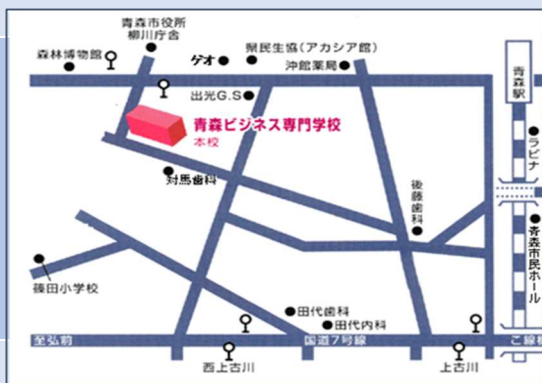 青森市役所
柳川庁舎
森林博物館
ゲオ
県民生協(アカシア館)
沖館薬局
出光G.S
青森駅
青森ビジネス専門学校
本校
ラビナ
対馬歯科
後藤歯科
青森市民ホール
篠田小学校
田代歯科
田代内科
至弘前
国道7号線
こ線橋
西上古川
上古川